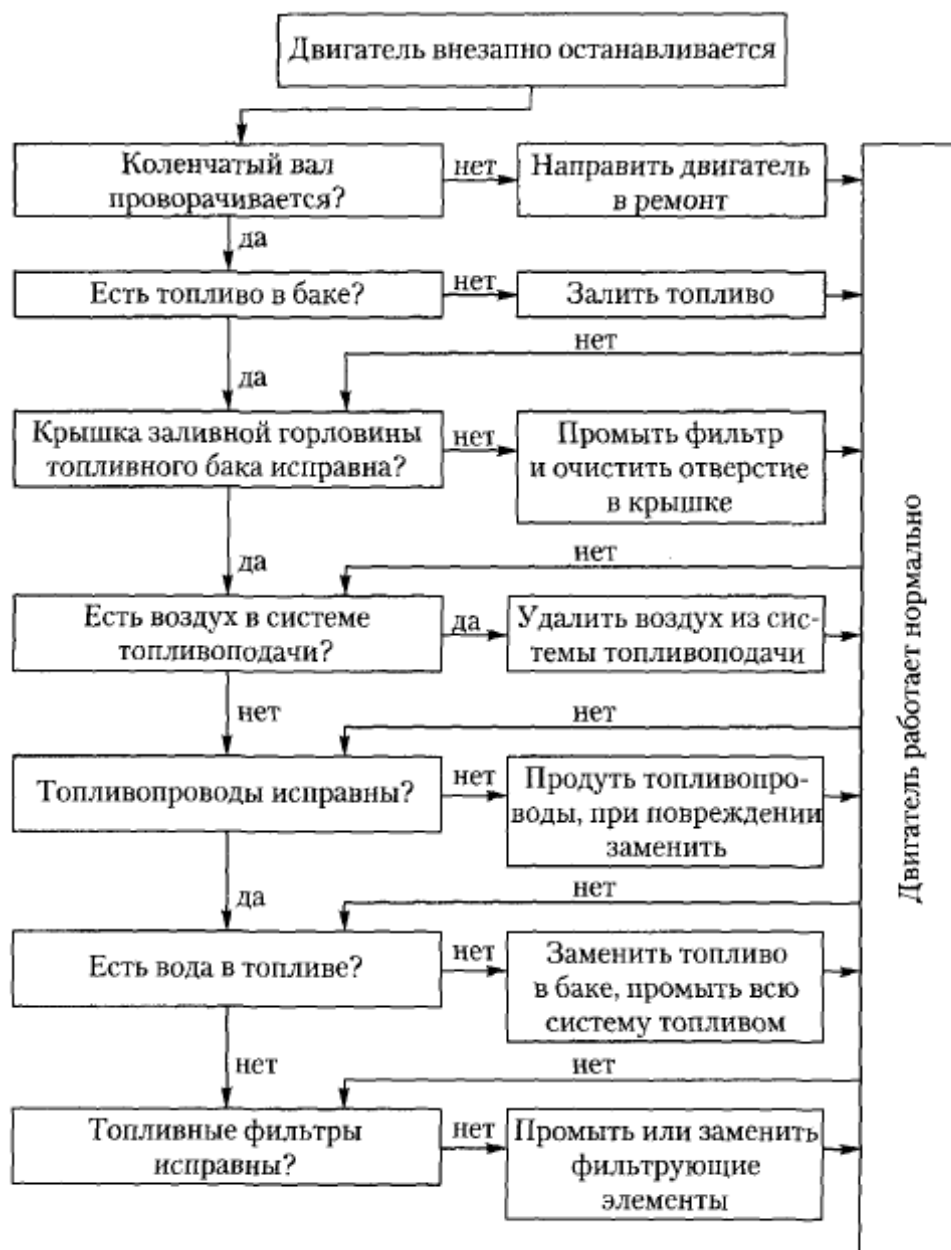 Двигатель внезапно останавливается
Коленчатый вал
проворачивается?
нет
Направить двигатель
в ремонт
да
Есть топливо в баке?
нет
Залить топливо
нет
да
Крышка заливной горловины
топливного бака исправна?
нет
Промыть фильтр
и очистить отверстие
в крышке
нет
да
Есть воздух в системе
топливоподачи?
да
Удалить воздух из сис-
темы топливоподачи
нет
нет
Топливопроводы исправны?
нет
Продуть топливопро-
воды, при повреждении
заменить
нет
да
Есть вода в топливе?
нет
Заменить топливо
в баке, промыть всю
систему топливом
нет
нет
Топливные фильтры
исправны?
нет
Промыть или заменить
фильтрующие
элементы
Двигатель работает нормально